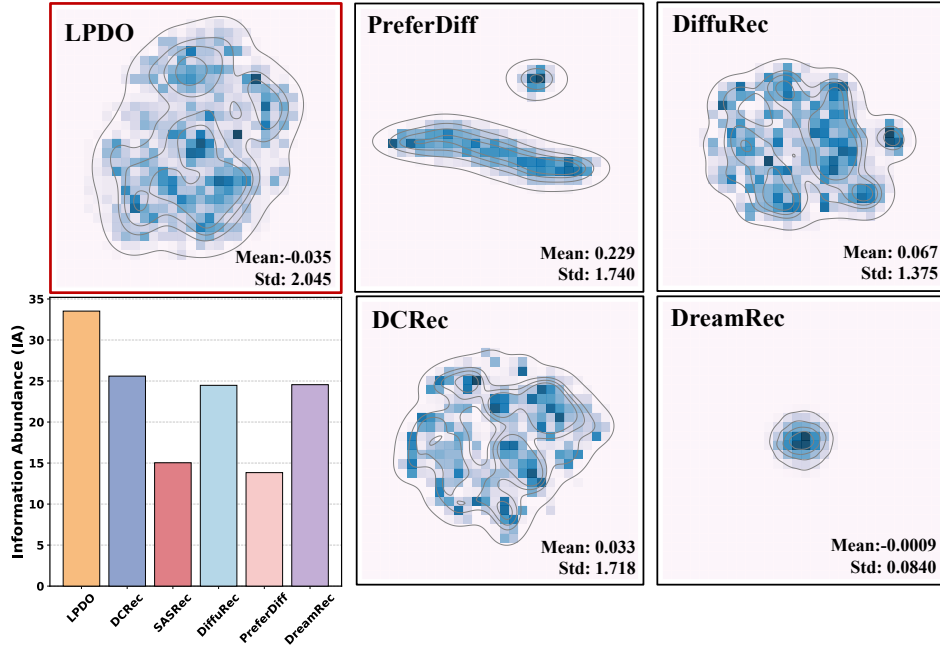 LPDO
Mean:-0.035
Std: 2.045
PreferDiff
Mean: 0.229
Std: 1.740
DiffuRec
Mean: 0.067
Std: 1.375
Information Abundance (IA)
35
30
25
20
15
10
5
0
LPDO
DCRec
SASRec
DiffuRec
PreferDiff
DreamRec
DCRec
Mean: 0.033
Std: 1.718
DreamRec
Mean:-0.0009
Std: 0.0840